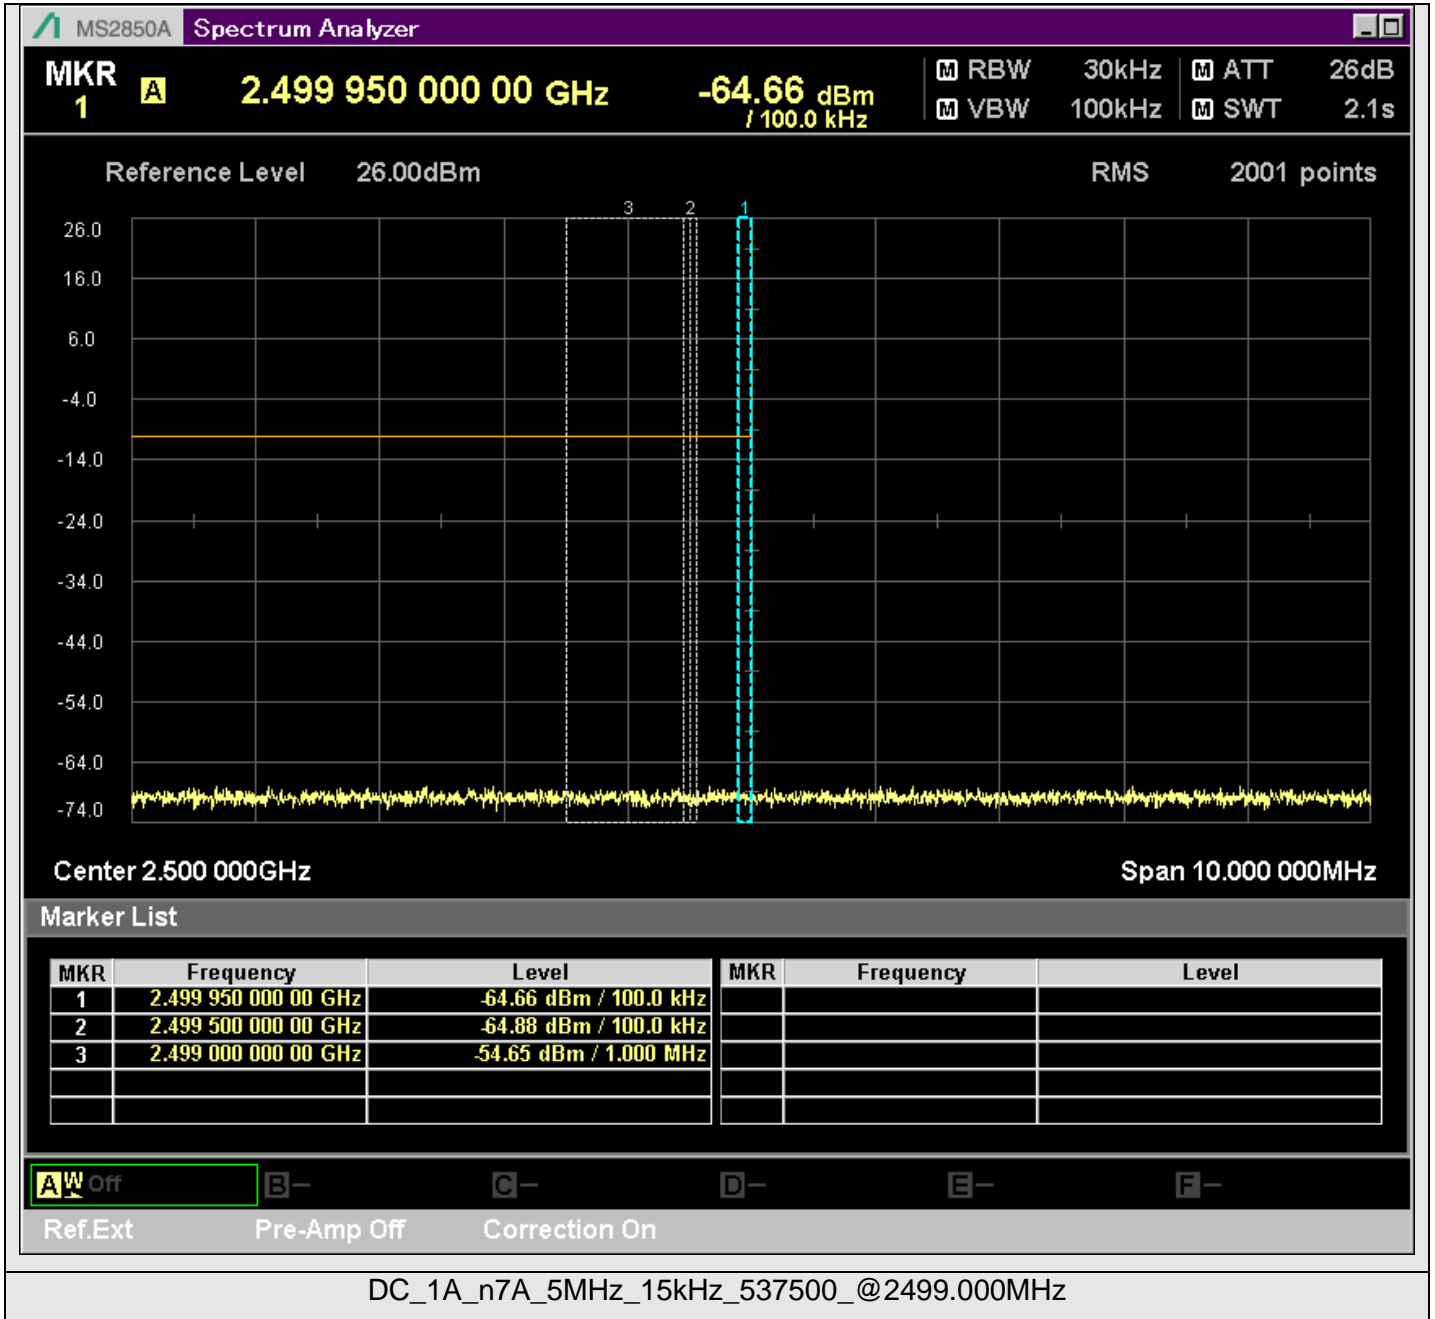 MS2850A Spectrum Analyzer
MKR 1 A 2.499 950 000 00 GHz -64.66 dBm / 100.0 kHz
M RBW 30kHz M ATT 26dB
M VBW 100kHz M SWT 2.1s
Reference Level 26.00dBm RMS 2001 points
3 2 1
26.0
16.0
6.0
-4.0
-14.0
-24.0
-34.0
-44.0
-54.0
-64.0
-74.0
Center 2.500 000GHz Span 10.000 000MHz
Marker List
MKR Frequency Level MKR Frequency Level
1 2.499 950 000 00 GHz -64.66 dBm / 100.0 kHz
2 2.499 500 000 00 GHz -64.88 dBm / 100.0 kHz
3 2.499 000 000 00 GHz -54.65 dBm / 1.000 MHz
A W Off B – C – D – E – F –
Ref.Ext Pre-Amp Off Correction On
DC_1A_n7A_5MHz_15kHz_537500_@2499.000MHz